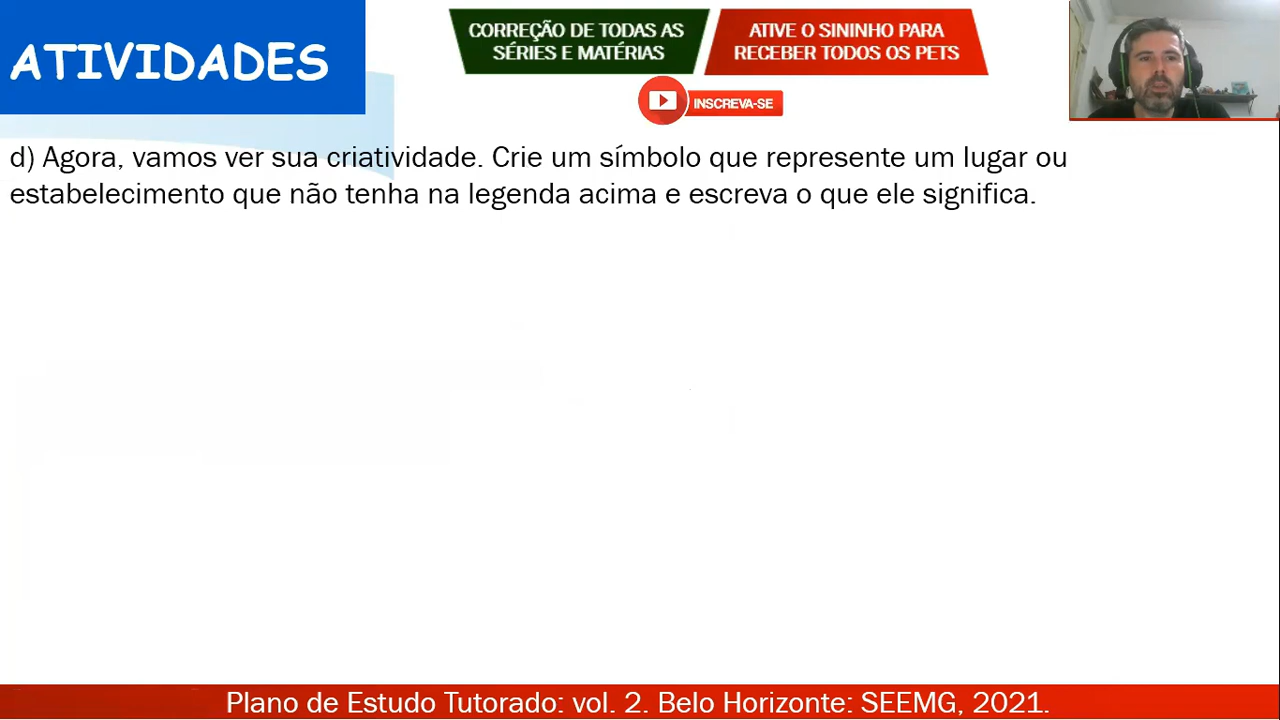 ATIVIDADES
CORREÇÃO DE TODAS AS
SÉRIES E MATÉRIAS
ATIVE O SININHO PARA
RECEBER TODOS OS PETS
INSCREVA-SE
d) Agora, vamos ver sua criatividade. Crie um símbolo que represente um lugar ou
estabelecimento que não tenha na legenda acima e escreva o que ele significa.
Plano de Estudo Tutorado: vol. 2. Belo Horizonte: SEEMG, 2021.